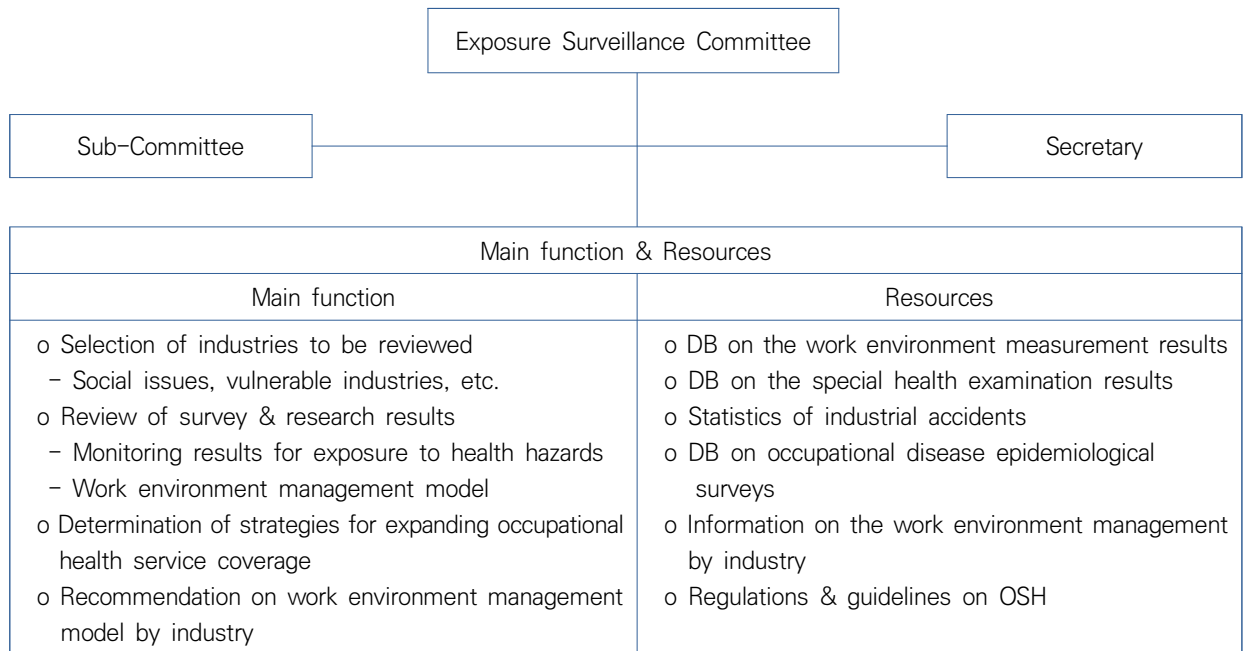 Exposure Surveillance Committee
Sub-Committee
Secretary
Main function & Resources
Main function
Resources
o Selection of industries to be reviewed
- Social issues, vulnerable industries, etc.
o Review of survey & research results
- Monitoring results for exposure to health hazards
- Work environment management model
o Determination of strategies for expanding occupational
health service coverage
o Recommendation on work environment management
model by industry
o DB on the work environment measurement results
o DB on the special health examination results
o Statistics of industrial accidents
o DB on occupational disease epidemiological
surveys
o Information on the work environment management
by industry
o Regulations & guidelines on OSH